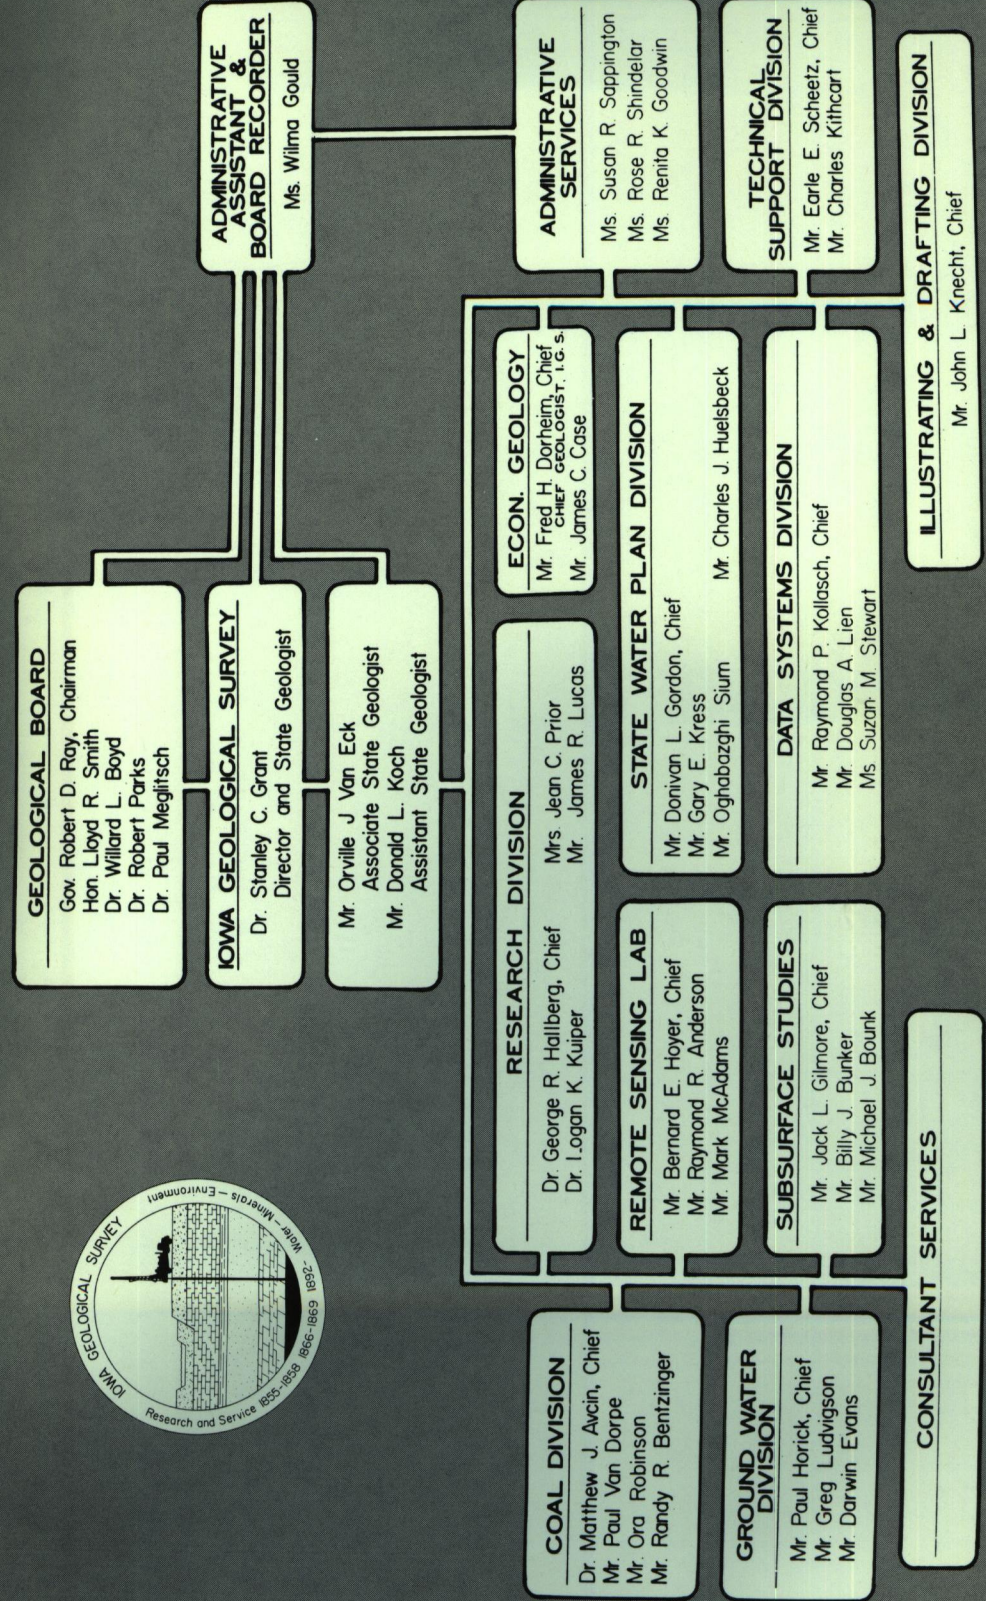 IOWA GEOLOGICAL SURVEY
Water – Minerals – Environment
Research and Service 1855-1858 1866-1869 1892-
GEOLOGICAL BOARD
Gov. Robert D. Ray, Chairman
Hon. Lloyd R. Smith
Dr. Willard L. Boyd
Dr. Robert Parks
Dr. Paul Meglitsch
ADMINISTRATIVE
ASSISTANT &
BOARD RECORDER
Ms. Wilma Gould
IOWA GEOLOGICAL SURVEY
Dr. Stanley C. Grant
Director and State Geologist
Mr. Orville J Van Eck
Associate State Geologist
Mr. Donald L. Koch
Assistant State Geologist
COAL DIVISION
Dr. Matthew J. Avcin, Chief
Mr. Paul Van Dorpe
Mr. Ora Robinson
Mr. Randy R. Bentzinger
RESEARCH DIVISION
Dr. George R. Hallberg, Chief Mrs. Jean C. Prior
Dr. Logan K. Kuiper Mr. James R. Lucas
ECON. GEOLOGY
Mr. Fred H. Dorheim, Chief
CHIEF GEOLOGIST. I.G.S.
Mr. James C. Case
ADMINISTRATIVE
SERVICES
Ms. Susan R. Sappington
Ms. Rose R. Shindelar
Ms. Renita K. Goodwin
REMOTE SENSING LAB
Mr. Bernard E. Hoyer, Chief
Mr. Raymond R. Anderson
Mr. Mark McAdams
STATE WATER PLAN DIVISION
Mr. Donivan L. Gordon, Chief
Mr. Gary E. Kress
Mr. Oghabazghi Sium Mr. Charles J. Huelsbeck
GROUND WATER
DIVISION
Mr. Paul Horick, Chief
Mr. Greg Ludvigson
Mr. Darwin Evans
SUBSURFACE STUDIES
Mr. Jack L. Gilmore, Chief
Mr. Billy J. Bunker
Mr. Michael J. Bounk
DATA SYSTEMS DIVISION
Mr. Raymond P. Kollasch, Chief
Mr. Douglas A. Lien
Ms. Suzan M. Stewart
TECHNICAL
SUPPORT DIVISION
Mr. Earle E. Scheetz, Chief
Mr. Charles Kithcart
CONSULTANT SERVICES
ILLUSTRATING & DRAFTING DIVISION
Mr. John L. Knecht, Chief